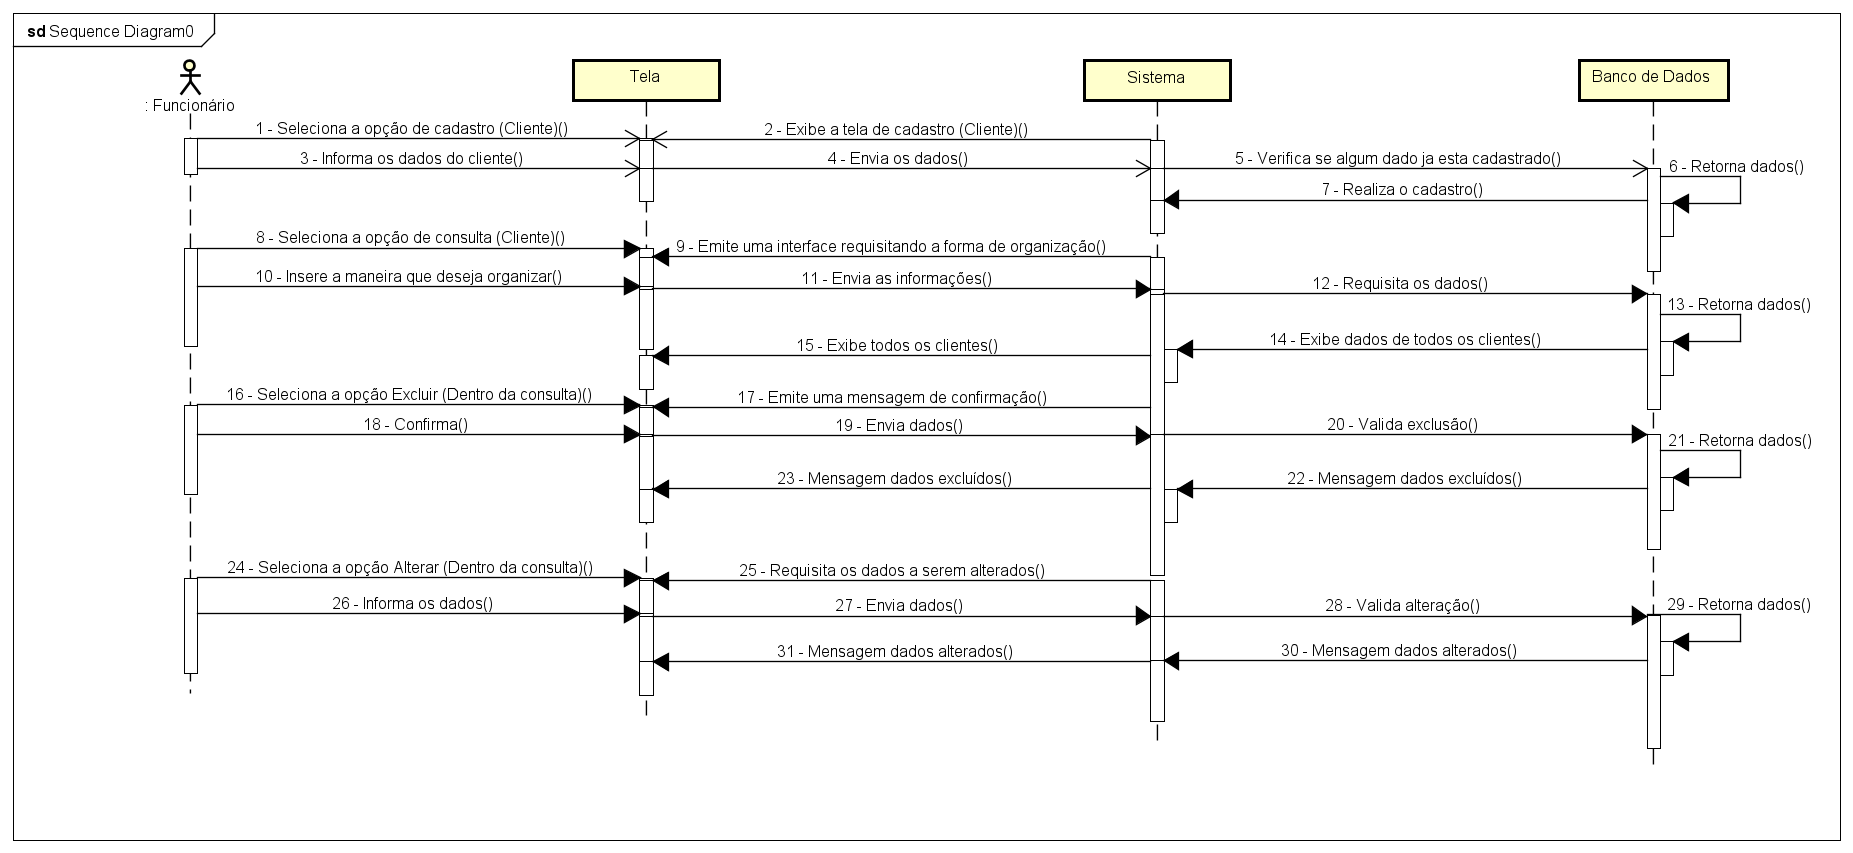 sd Sequence Diagram0
: Funcionário
Tela
Sistema
Banco de Dados
1 - Seleciona a opção de cadastro (Cliente)()
2 - Exibe a tela de cadastro (Cliente)()
3 - Informa os dados do cliente()
4 - Envia os dados()
5 - Verifica se algum dado ja esta cadastrado()
6 - Retorna dados()
7 - Realiza o cadastro()
8 - Seleciona a opção de consulta (Cliente)()
9 - Emite uma interface requisitando a forma de organização()
10 - Insere a maneira que deseja organizar()
11 - Envia as informações()
12 - Requisita os dados()
13 - Retorna dados()
14 - Exibe dados de todos os clientes()
15 - Exibe todos os clientes()
16 - Seleciona a opção Excluir (Dentro da consulta)()
17 - Emite uma mensagem de confirmação()
18 - Confirma()
19 - Envia dados()
20 - Valida exclusão()
21 - Retorna dados()
22 - Mensagem dados excluídos()
23 - Mensagem dados excluídos()
24 - Seleciona a opção Alterar (Dentro da consulta)()
25 - Requisita os dados a serem alterados()
26 - Informa os dados()
27 - Envia dados()
28 - Valida alteração()
29 - Retorna dados()
30 - Mensagem dados alterados()
31 - Mensagem dados alterados()